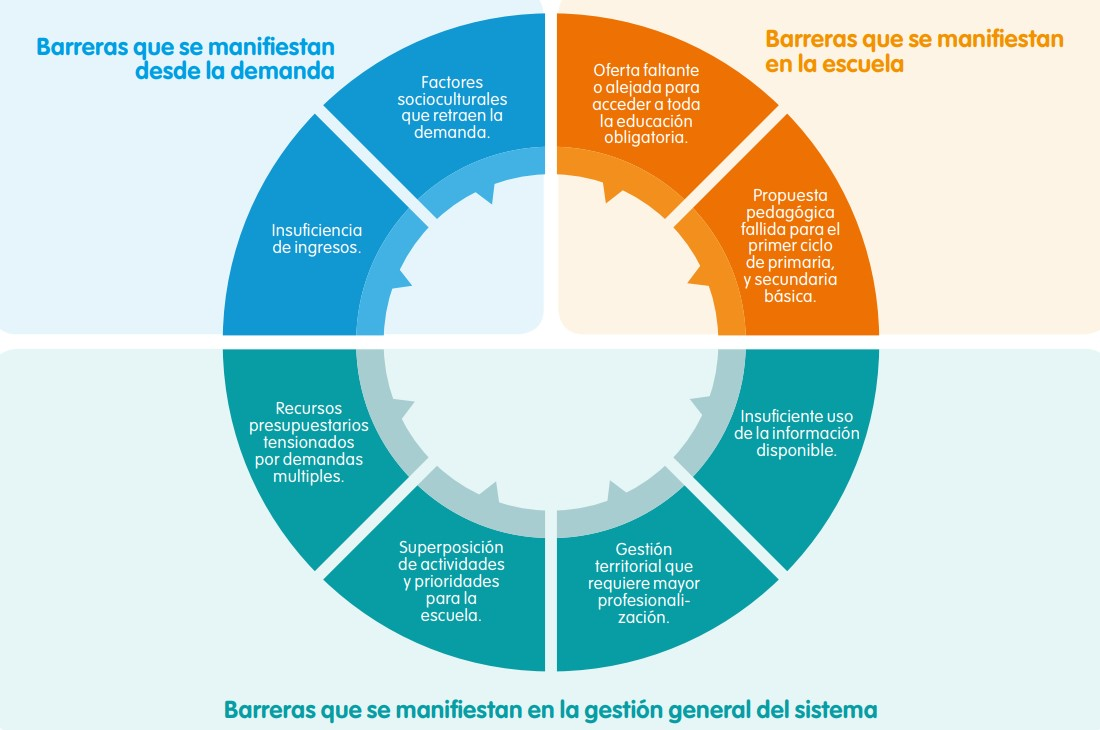 Barreras que se manifiestan
desde la demanda
Barreras que se manifiestan
en la escuela
Factores
socioculturales
que retraen la
demanda.
Oferta faltante
o alejada para
acceder a toda
la educación
obligatoria.
Insuficiencia
de ingresos.
Propuesta
pedagógica
fallida para el
primer ciclo
de primaria,
y secundaria
básica.
Recursos
presupuestarios
tensionados
por demandas
multiples.
Insuficiente uso
de la información
disponible.
Superposición
de actividades
y prioridades
para la
escuela.
Gestión
territorial que
requiere mayor
profesionali-
zación.
Barreras que se manifiestan en la gestión general del sistema